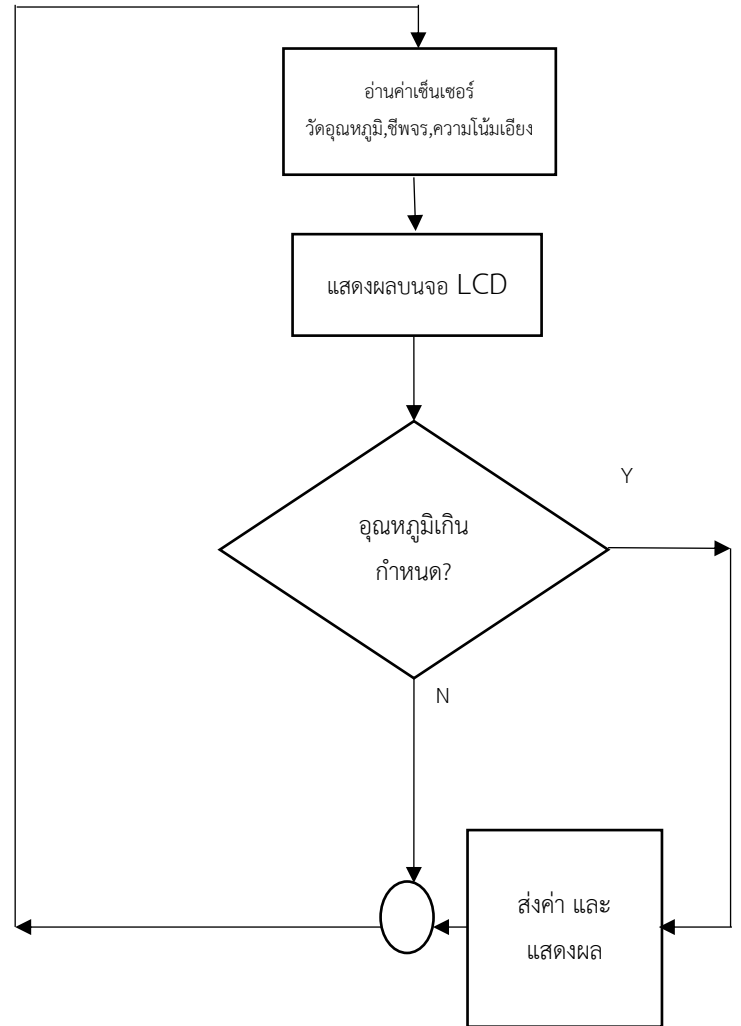 อ่านค่าเซ็นเซอร์
วัดอุณหภูมิ,ชีพจร,ความโน้มเอียง
แสดงผลบนจอ LCD
Y
อุณหภูมิเกิน
กำหนด?
N
ส่งค่า และ
แสดงผล